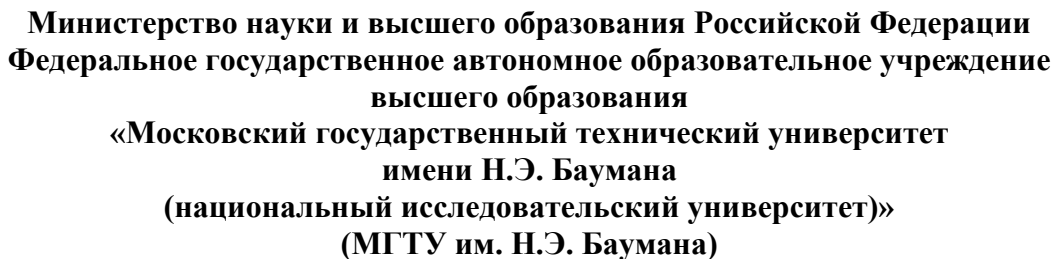 Министерство науки и высшего образования Российской Федерации
Федеральное государственное автономное образовательное учреждение
высшего образования
«Московский государственный технический университет
имени Н.Э. Баумана
(национальный исследовательский университет)»
(МГТУ им. Н.Э. Баумана)